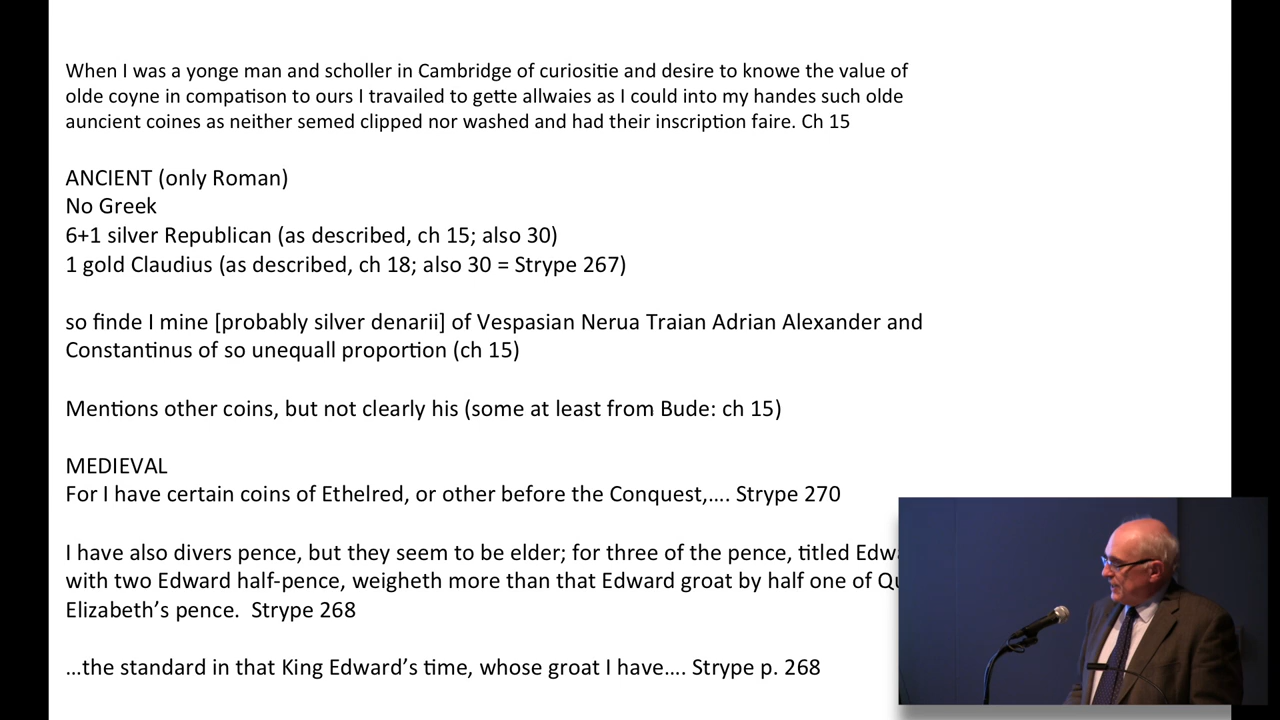 When I was a yonge man and scholler in Cambridge of curiositie and desire to knowe the value of
olde coyne in compatison to ours I travailed to gette allwaies as I could into my handes such olde
auncient coines as neither semed clipped nor washed and had their inscription faire. Ch 15
ANCIENT (only Roman)
No Greek
6+1 silver Republican (as described, ch 15; also 30)
1 gold Claudius (as described, ch 18; also 30 = Strype 267)
so finde I mine [probably silver denarii] of Vespasian Nerua Traian Adrian Alexander and
Constantinus of so unequall proportion (ch 15)
Mentions other coins, but not clearly his (some at least from Bude: ch 15)
MEDIEVAL
For I have certain coins of Ethelred, or other before the Conquest,…. Strype 270
I have also divers pence, but they seem to be elder; for three of the pence, titled
with two Edward half-pence, weigheth more than that Edward groat by half one of
Elizabeth’s pence. Strype 268
…the standard in that King Edward’s time, whose groat I have…. Strype p. 268